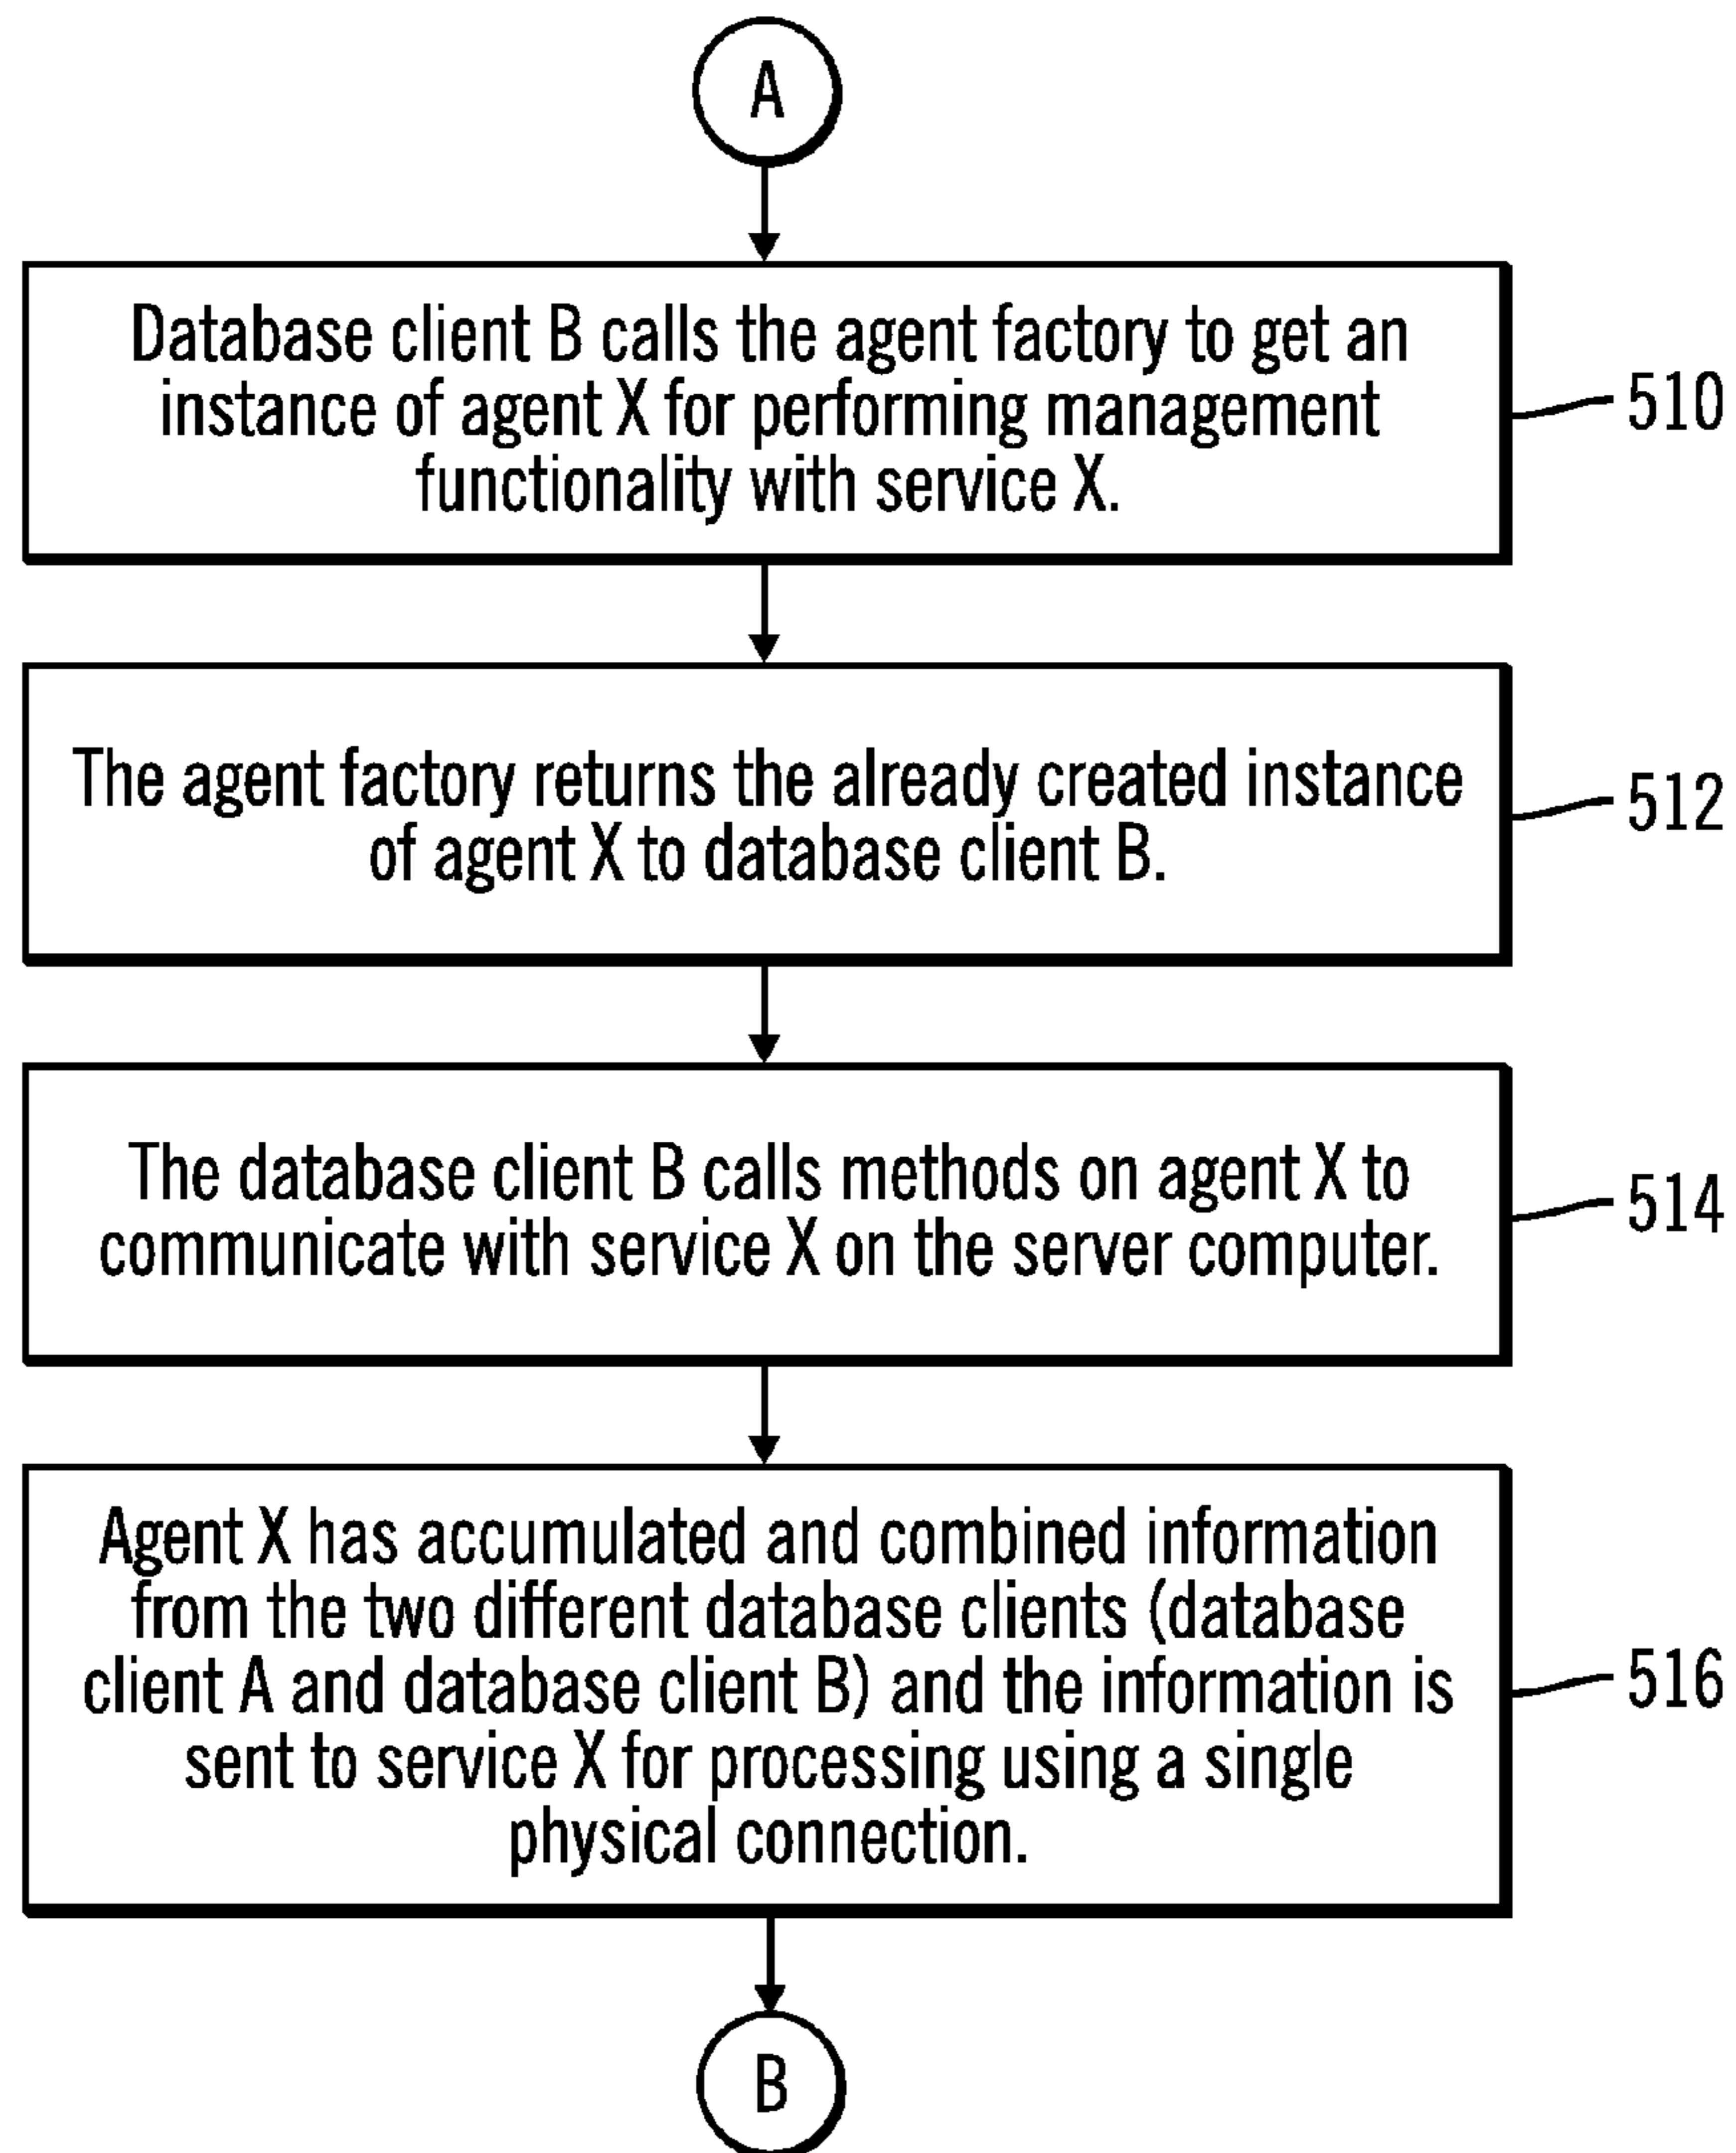 A
Database client B calls the agent factory to get an
instance of agent X for performing management
functionality with service X.
510
The agent factory returns the already created instance
of agent X to database client B.
512
The database client B calls methods on agent X to
communicate with service X on the server computer.
514
Agent X has accumulated and combined information
from the two different database clients (database
client A and database client B) and the information is
sent to service X for processing using a single
physical connection.
516
B